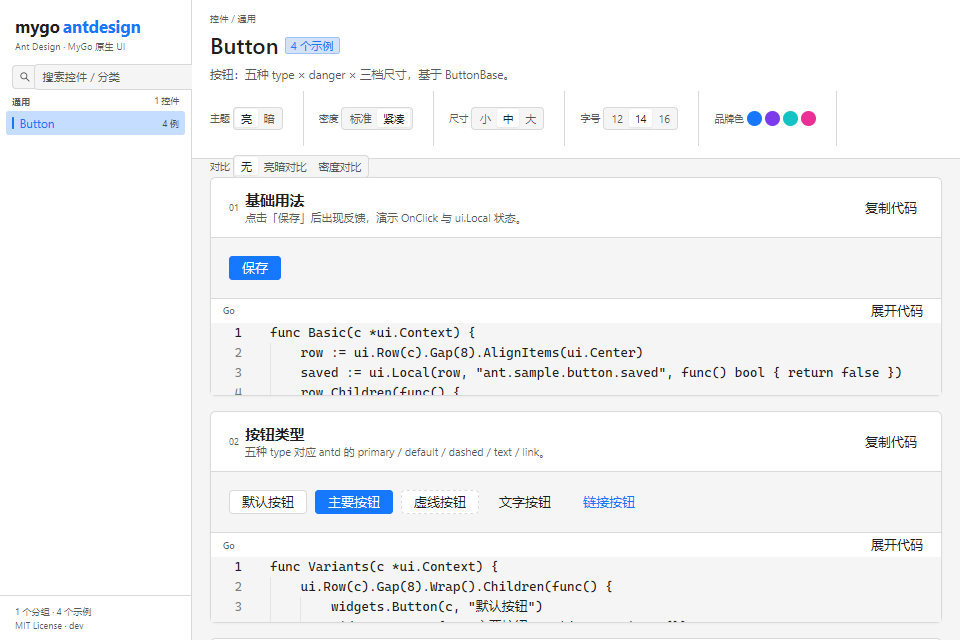 mygo antdesign
Ant Design · MyGo 原生 UI
搜索控件 / 分类
通用 1 控件
Button 4 例
1 个分组 · 4 个示例
MIT License · dev
控件 / 通用
Button 4 个示例
按钮：五种 type × danger × 三档尺寸，基于 ButtonBase。
主题 亮 暗 密度 标准 紧凑 尺寸 小 中 大 字号 12 14 16 品牌色
对比 无 亮暗对比 密度对比
01 基础用法 复制代码
点击「保存」后出现反馈，演示 OnClick 与 ui.Local 状态。
保存
Go 展开代码
1 func Basic(c *ui.Context) {
2 row := ui.Row(c).Gap(8).AlignItems(ui.Center)
3 saved := ui.Local(row, "ant.sample.button.saved", func() bool { return false })
4 row.Children(func() {
02 按钮类型 复制代码
五种 type 对应 antd 的 primary / default / dashed / text / link。
默认按钮 主要按钮 虚线按钮 文字按钮 链接按钮
Go 展开代码
1 func Variants(c *ui.Context) {
2 ui.Row(c).Gap(8).Wrap().Children(func() {
3 widgets.Button(c, "默认按钮")